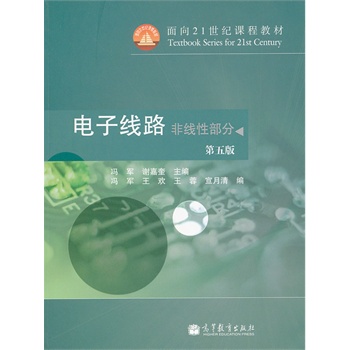 面向21世纪课程教材
Textbook Series for 21st Century
电子线路 非线性部分
第五版
冯 军 谢嘉奎 主编
冯 军 王 欢 王 蓉 宣月清 编
高等教育出版社
HIGHER EDUCATION PRESS